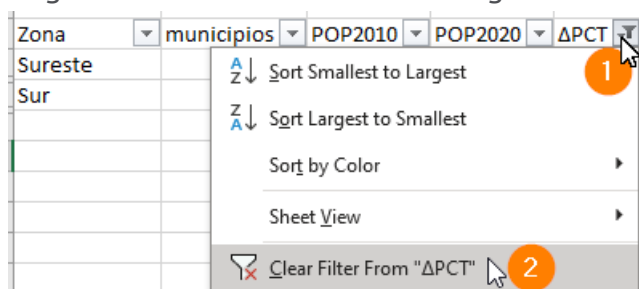 Zona municipios POP2010 POP2020 ΔPCT
Sureste
Sur
1
Sort Smallest to Largest
Sort Largest to Smallest
Sort by Color
Sheet View
Clear Filter From "ΔPCT" 2